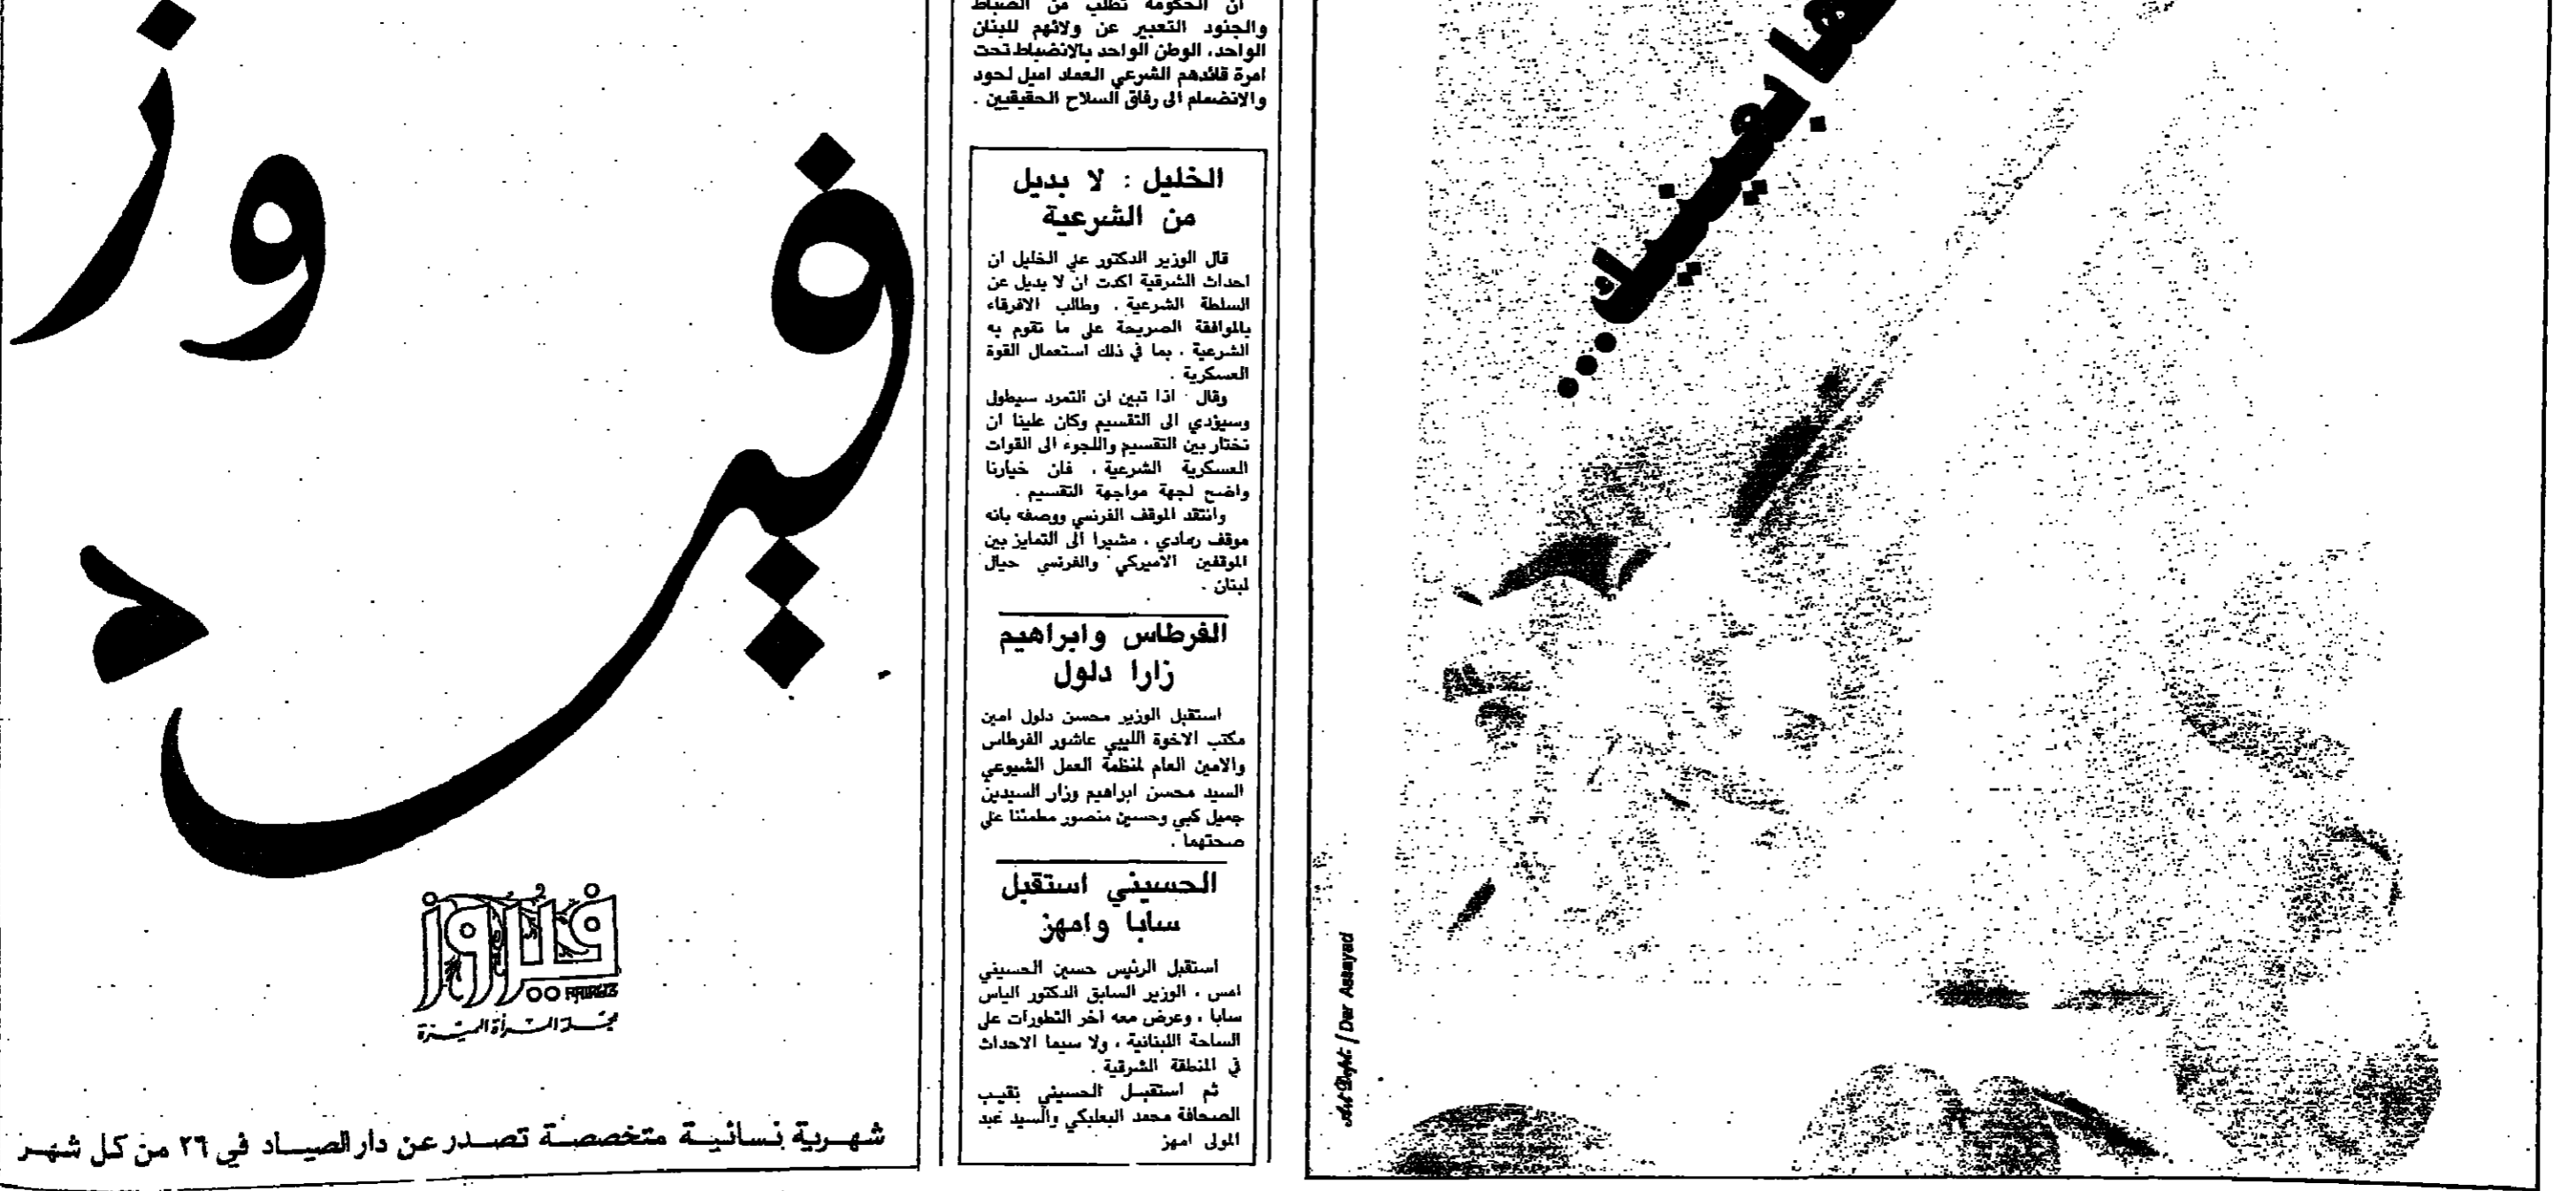 ان الحكومة تطلب من الضباط
والجنود التعبير عن ولائهم للبنان
الواحد، الوطن الواحد بالانضباط تحت
امرة قائدهم الشرعي العماد اميل لحود
والانضمام الى رفاق السلاح الحقيقيين .
الخليل : لا بديل
من الشرعية
قال الوزير الدكتور علي الخليل ان
احداث الشرقية اكدت ان لا بديل عن
السلطة الشرعية . وطالب الافرقاء
بالموافقة الصريحة على ما تقوم به
الشرعية ، بما في ذلك استعمال القوة
العسكرية .
وقال اذا تبين ان التمرد سيطول
وسيؤدي الى التقسيم وكان علينا ان
نختار بين التقسيم واللجوء الى القوات
العسكرية الشرعية ، فان خيارنا
واضح لجهة مواجهة التقسيم .
وانتقد الموقف الفرنسي ووصفه بانه
موقف رمادي ، مشيرا الى التمايز بين
الموقفين الاميركي والفرنسي حيال
لبنان .
الفرطاس وابراهيم
زارا دلول
استقبل الوزير محسن دلول امين
مكتب الاخوة الليبي عاشور الفرطاس
والامين العام لمنظمة العمل الشيوعي
السيد محسن ابراهيم وزار السيدين
جميل كبي وحسين منصور مطمئنا على
صحتهما .
الحسيني استقبل
سابا وامهز
استقبل الرئيس حسين الحسيني
امس ، الوزير السابق الدكتور الياس
سابا ، وعرض معه اخر التطورات على
الساحة اللبنانية ، ولا سيما الاحداث
في المنطقة الشرقية .
ثم استقبل الحسيني نقيب
الصحافة محمد البعلبكي والسيد عبد
المولى امهز
فيروز
فيروز
FAIRUZ
مجلة المرأة المتميزة
شهرية نسائية متخصصة تصدر عن دار الصياد في ٢٦ من كل شهر
Art Dept. / Dar Assayad